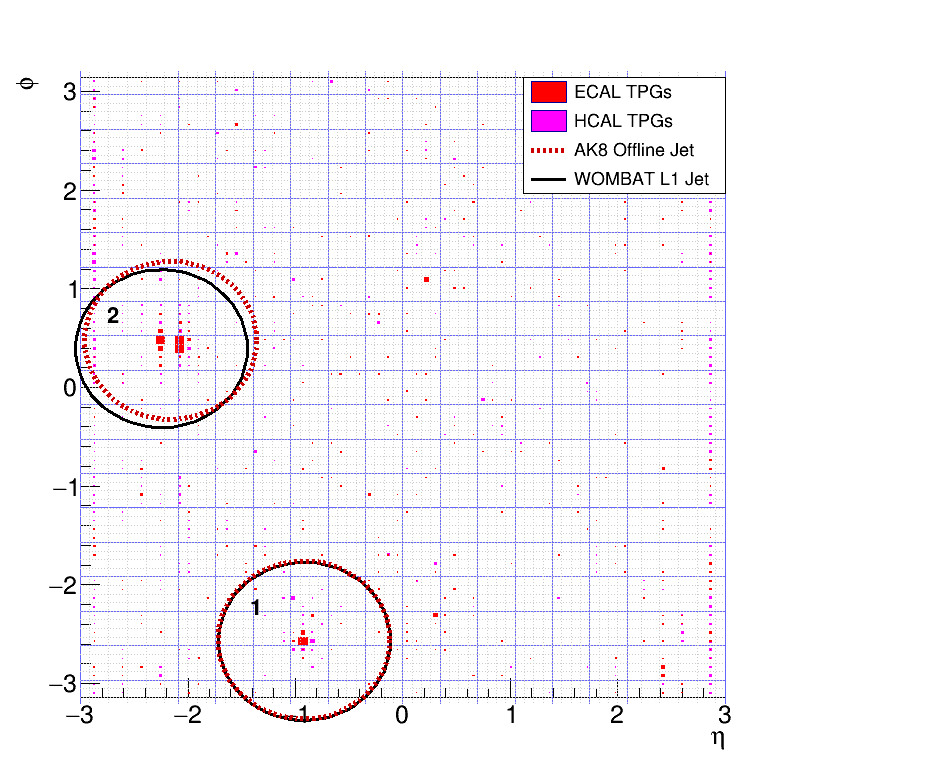 ϕ
3
ECAL TPGs
HCAL TPGs
AK8 Offline Jet
2
WOMBAT L1 Jet
1
2
0
−1
−2
1
−3
−3 −2 −1 0 1 2 3
η